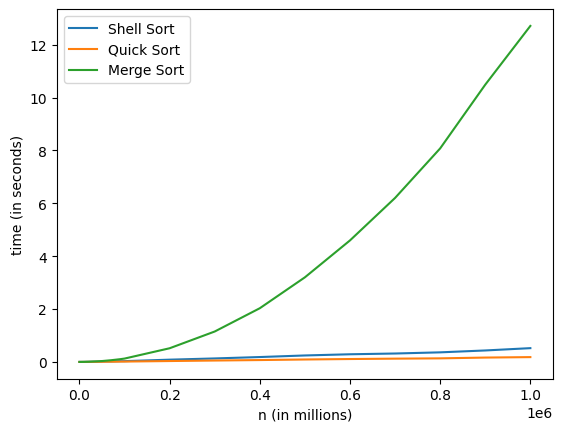 Shell Sort
Quick Sort
Merge Sort
12
10
8
6
4
2
0
time (in seconds)
0.0 0.2 0.4 0.6 0.8 1.0
1e6
n (in millions)